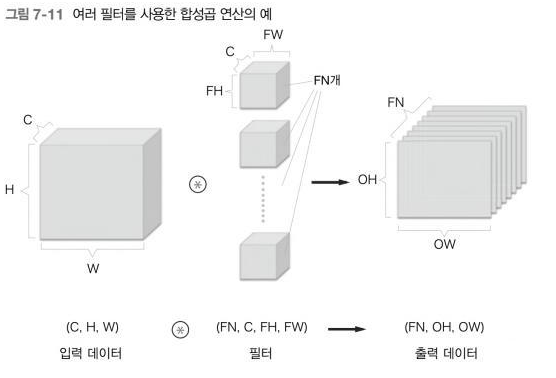 그림 7-11 여러 필터를 사용한 합성곱 연산의 예
C
H
W
*
C
FW
FH
FN개
FN
OH
OW
(C, H, W) * (FN, C, FH, FW) → (FN, OH, OW)
입력 데이터 필터 출력 데이터